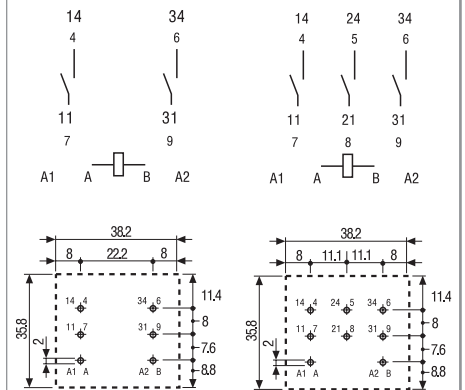 14 34 14 24 34
4 6 4 5 6
11 31 11 21 31
7 9 7 8 9
A1 A B A2 A1 A B A2
38.2 38.2
8 22.2 8 8 11.1 11.1 8
35.8 14 4 34 6 11.4 35.8 14 4 24 5 34 6 11.4
8 8
11 7 31 9 11 7 21 8 31 9
2 7.6 2 7.6
A1 A A2 B 8.8 A1 A A2 B 8.8